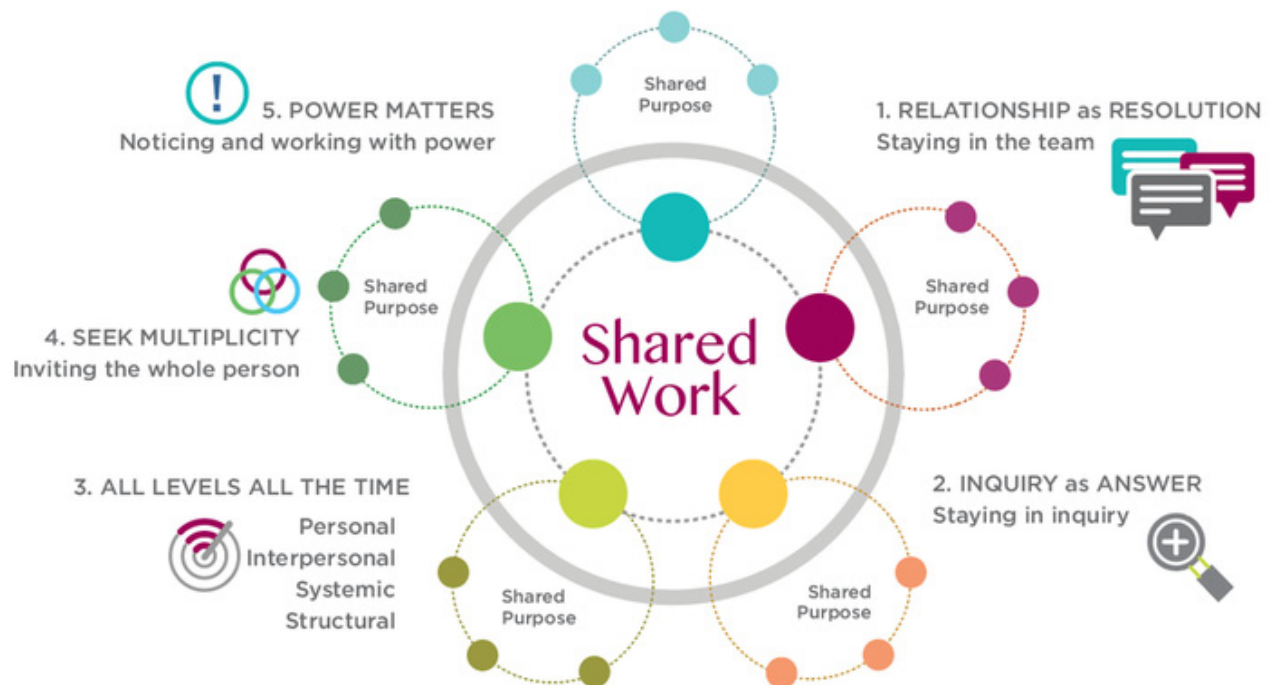 Shared
Purpose
5. POWER MATTERS
Noticing and working with power
1. RELATIONSHIP as RESOLUTION
Staying in the team
Shared
Purpose
Shared
Purpose
4. SEEK MULTIPLICITY
Inviting the whole person
Shared
Work
3. ALL LEVELS ALL THE TIME
Personal
Interpersonal
Systemic
Structural
2. INQUIRY as ANSWER
Staying in inquiry
Shared
Purpose
Shared
Purpose